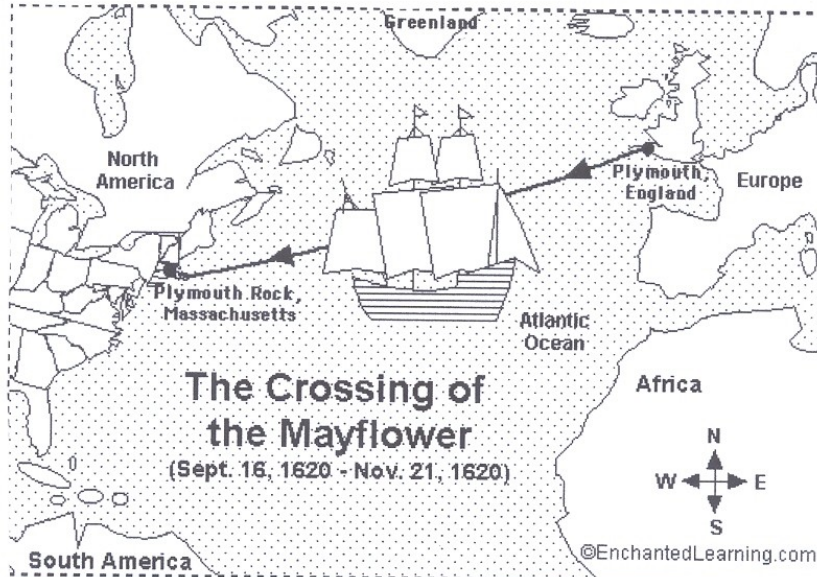 Greenland
North
America
Plymouth,
England
Europe
Plymouth Rock,
Massachusetts
Atlantic
Ocean
The Crossing of
the Mayflower
(Sept. 16, 1620 - Nov. 21, 1620)
Africa
N
W E
S
South America
©EnchantedLearning.com